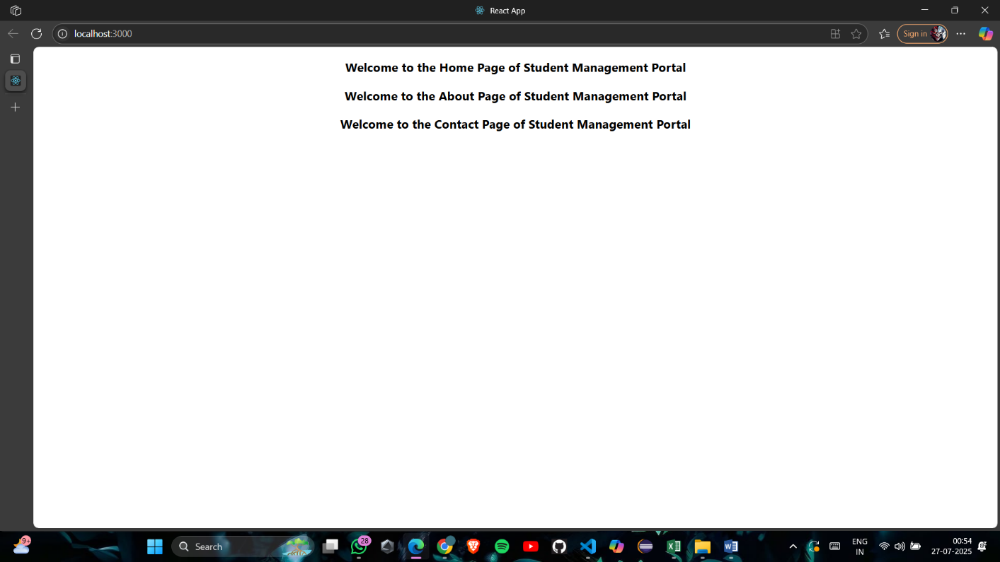 React App
localhost:3000
Sign in
Welcome to the Home Page of Student Management Portal
Welcome to the About Page of Student Management Portal
Welcome to the Contact Page of Student Management Portal
9+
Search
28
ENG
IN
00:54
27-07-2025